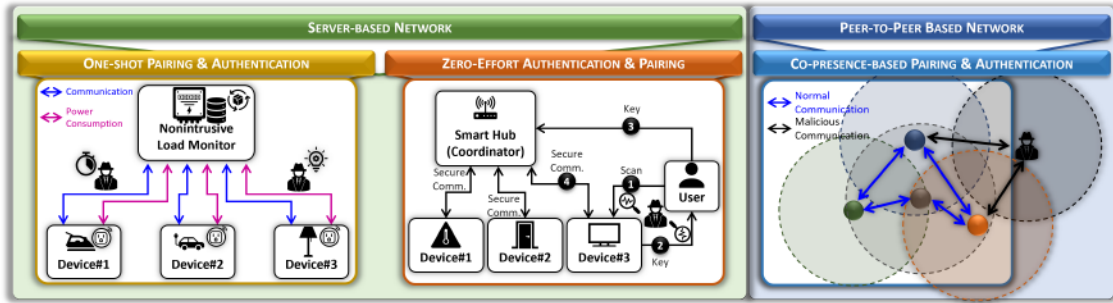 SERVER-BASED NETWORK
PEER-TO-PEER BASED NETWORK
ONE-SHOT PAIRING & AUTHENTICATION
ZERO-EFFORT AUTHENTICATION & PAIRING
CO-PRESENCE-BASED PAIRING & AUTHENTICATION
Communication
Power
Consumption
Nonintrusive
Load Monitor
Device#1
Device#2
Device#3
Smart Hub
(Coordinator)
Key
3
Secure
Comm.
Secure
Comm.
Secure
Comm.
4
Scan
1
User
2
Key
Device#1
Device#2
Device#3
Normal
Communication
Malicious
Communication